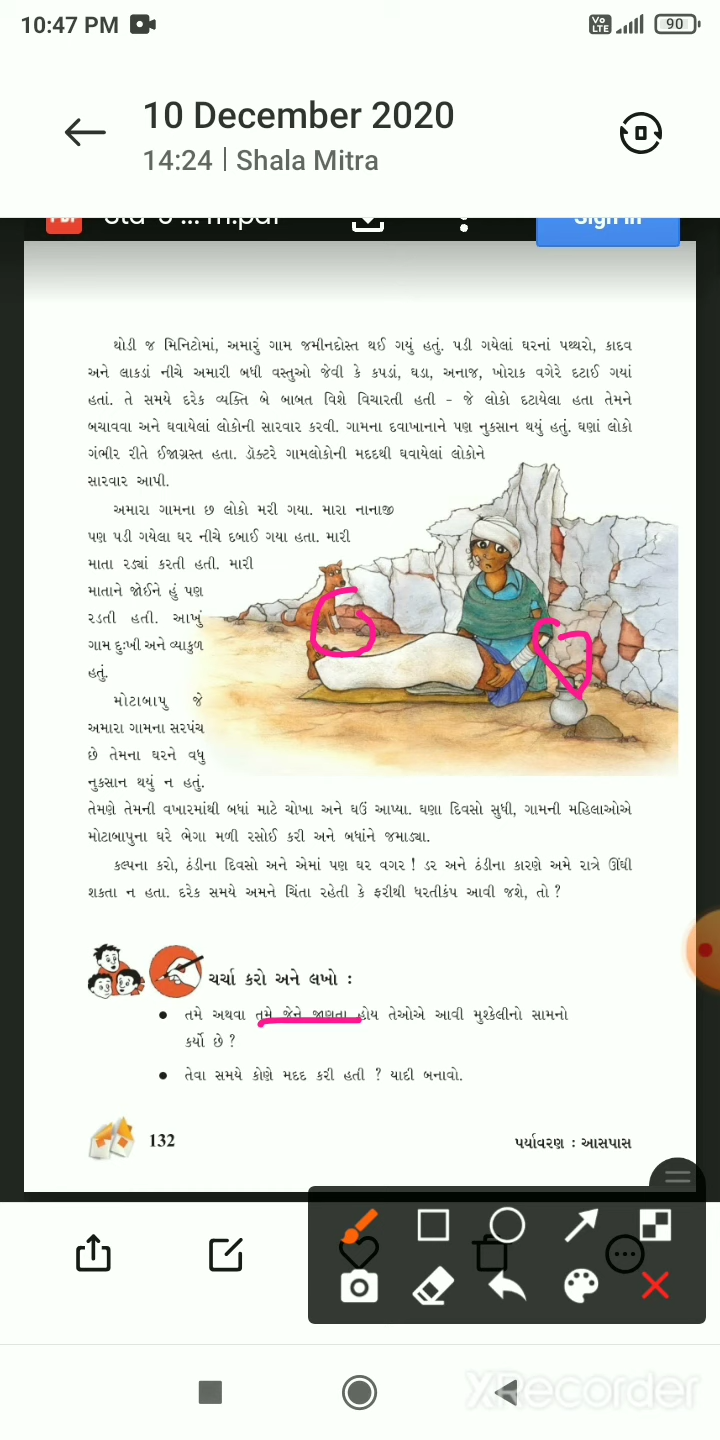 10:47 PM
Vo LTE
90
10 December 2020
14:24 | Shala Mitra
થોડી જ મિનિટોમાં, અમારું ગામ જમીનદોસ્ત થઈ ગયું હતું. પડી ગયેલાં ઘરનાં પથ્થરો, કાદવ
અને લાકડાં નીચે અમારી બધી વસ્તુઓ જેવી કે કપડાં, ઘડા, અનાજ, ખોરાક વગેરે દટાઈ ગયાં
હતાં. તે સમયે દરેક વ્યક્તિ બે બાબત વિશે વિચારતી હતી – જે લોકો દટાયેલા હતા તેમને
બચાવવા અને ઘવાયેલાં લોકોની સારવાર કરવી. ગામના દવાખાનાને પણ નુકસાન થયું હતું. ઘણાં લોકો
ગંભીર રીતે ઈજાગ્રસ્ત હતા. ડૉક્ટરે ગામલોકોની મદદથી ઘવાયેલાં લોકોને
સારવાર આપી.
અમારા ગામના છ લોકો મરી ગયા. મારા નાનાજી
પણ પડી ગયેલા ઘર નીચે દબાઈ ગયા હતા. મારી
માતા રડ્યાં કરતી હતી. મારી
માતાને જોઈને હું પણ
રડતી હતી. આખું
ગામ દુઃખી અને વ્યાકુળ
હતું.
મોટાબાપુ જે
અમારા ગામના સરપંચ
છે તેમના ઘરને વધુ
નુકસાન થયું ન હતું.
તેમણે તેમની વખારમાંથી બધાં માટે ચોખા અને ઘઉં આપ્યા. ઘણા દિવસો સુધી, ગામની મહિલાઓએ
મોટાબાપુના ઘરે ભેગા મળી રસોઈ કરી અને બધાંને જમાડ્યા.
કલ્પના કરો, ઠંડીના દિવસો અને એમાં પણ ઘર વગર ! ડર અને ઠંડીના કારણે અમે રાત્રે ઊંઘી
શકતા ન હતા. દરેક સમયે અમને ચિંતા રહેતી કે ફરીથી ધરતીકંપ આવી જશે, તો ?
ચર્ચા કરો અને લખો :
• તમે અથવા તમે જેને જાણતા હોય તેઓએ આવી મુશ્કેલીનો સામનો
કર્યો છે ?
• તેવા સમયે કોણે મદદ કરી હતી ? યાદી બનાવો.
132
પર્યાવરણ : આસપાસ
XRecorder